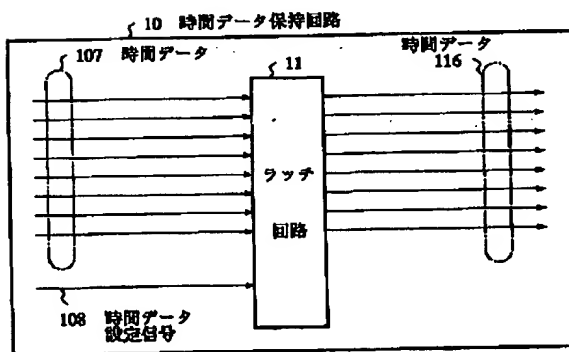 10 時間データ保持回路
107 時間データ
11
時間データ
116
ラッチ
回路
108 時間データ
設定信号